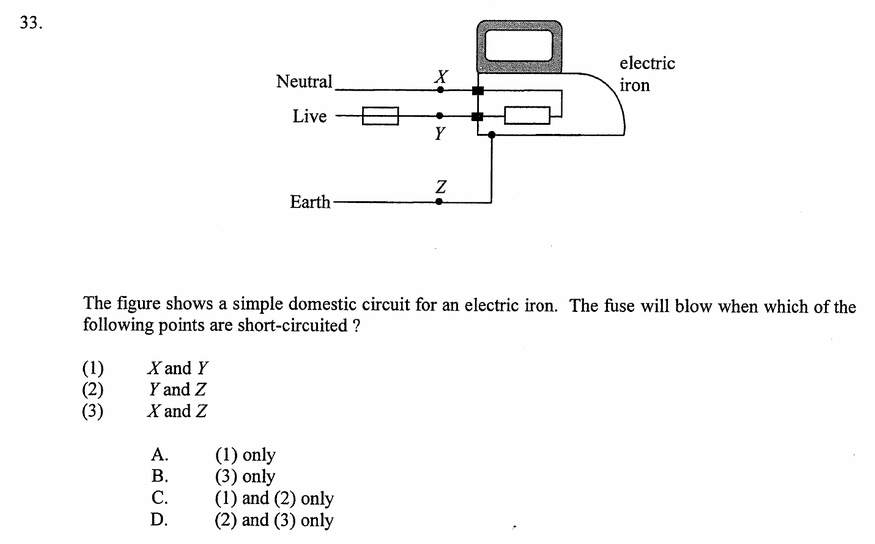 33.
electric
iron
Neutral
X
Live
Y
Z
Earth
The figure shows a simple domestic circuit for an electric iron. The fuse will blow when which of the
following points are short-circuited ?
(1) X and Y
(2) Y and Z
(3) X and Z
A. (1) only
B. (3) only
C. (1) and (2) only
D. (2) and (3) only